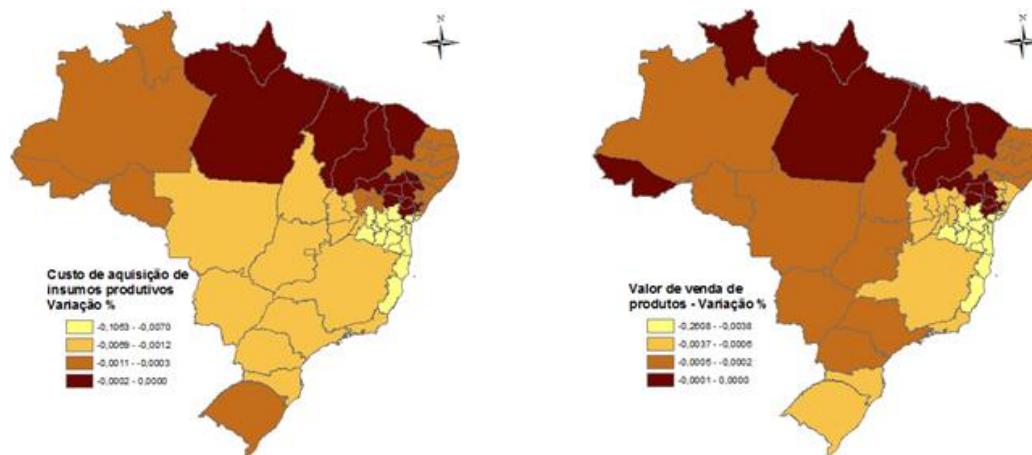 N
Custo de aquisição de
insumos produtivos
Variação %
-0,1063 - -0,0070
-0,0069 - -0,0012
-0,0011 - -0,0003
-0,0002 - 0,0000
N
Valor de venda de
produtos - Variação %
-0,2608 - -0,0038
-0,0037 - -0,0006
-0,0005 - -0,0002
-0,0001 - 0,0000